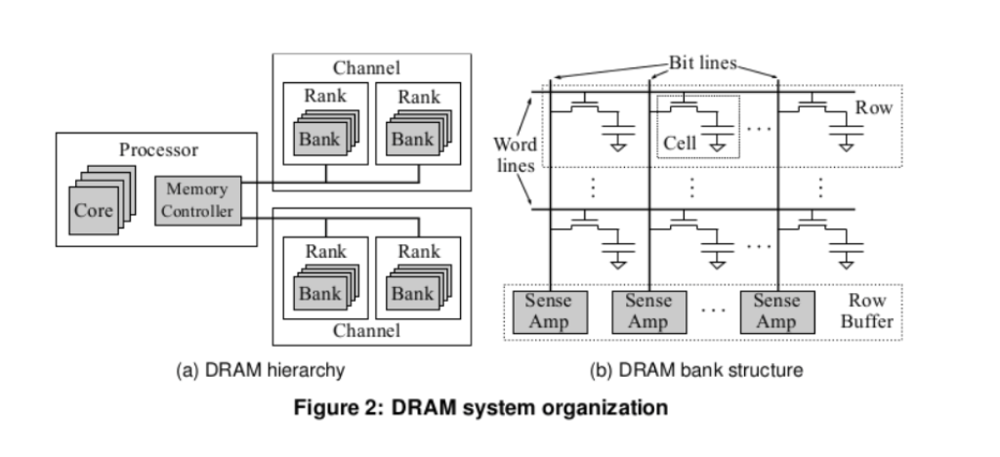 Channel
Rank
Rank
Bank
Bank
Processor
Core
Memory
Controller
Rank
Rank
Bank
Bank
Channel
(a) DRAM hierarchy
Bit lines
Row
Cell
...
Word
lines
...
...
...
...
Sense
Amp
Sense
Amp
...
Sense
Amp
Row
Buffer
(b) DRAM bank structure
Figure 2: DRAM system organization